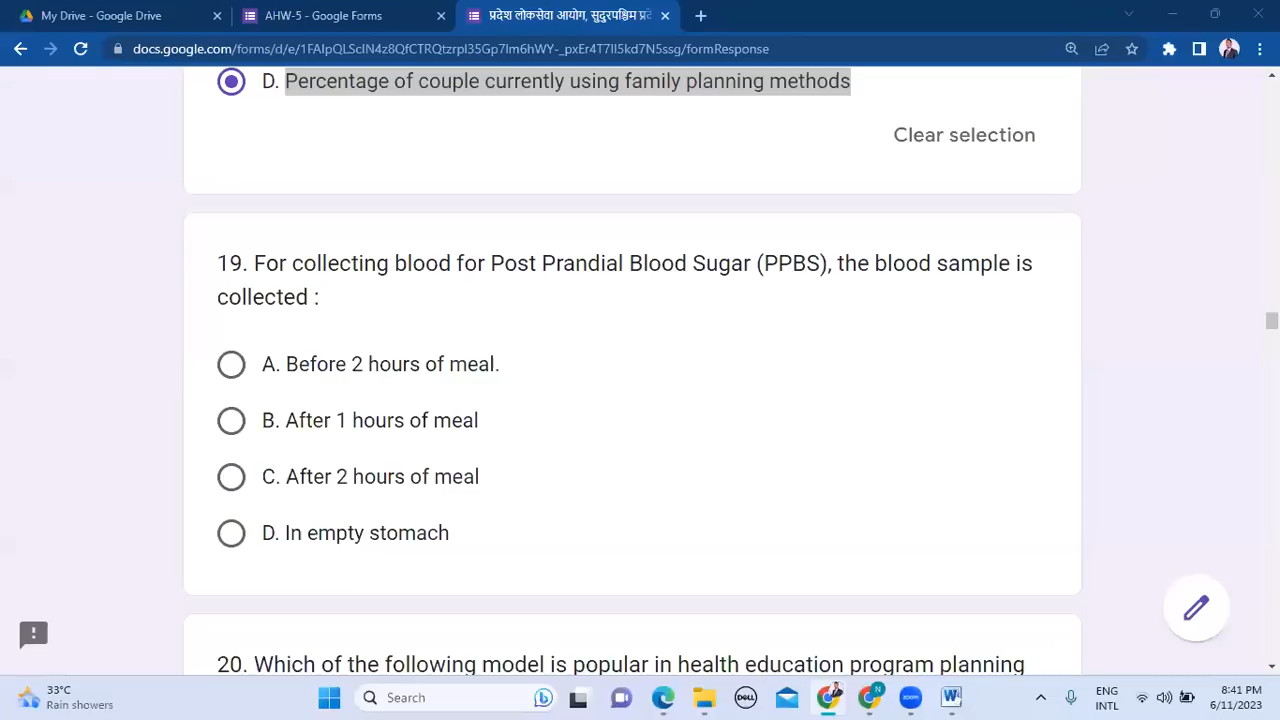 My Drive - Google Drive
AHW-5 - Google Forms
प्रदेश लोकसेवा आयोग, सुदुरपश्चिम प्रदे
docs.google.com/forms/d/e/1FAIpQLSclN4z8QfCTRQtzrpl35Gp7lm6hWY-_pxEr4T7lI5kd7N5ssg/formResponse
D. Percentage of couple currently using family planning methods
Clear selection
19. For collecting blood for Post Prandial Blood Sugar (PPBS), the blood sample is
collected :
A. Before 2 hours of meal.
B. After 1 hours of meal
C. After 2 hours of meal
D. In empty stomach
20. Which of the following model is popular in health education program planning
33°C
Rain showers
Search
DELL
N
zoom
W
ENG
INTL
8:41 PM
6/11/2023